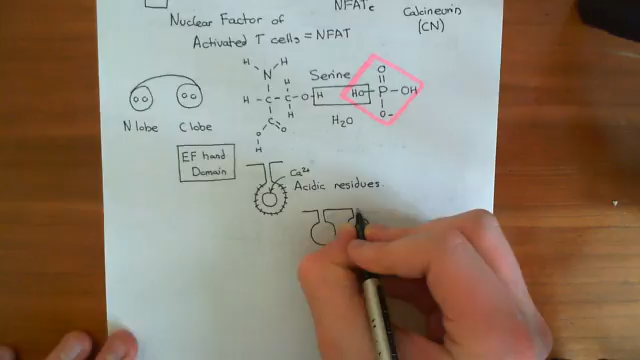 NFATc
Calcineurin
(CN)
Nuclear Factor of
Activated T cells = NFAT
Serine
H H
N
H
O
H-C-C-O-H HO-P-OH
H
O-
C
O
O
H
H₂O
N lobe C lobe
EF hand
Domain
Ca²⁺
Acidic residues